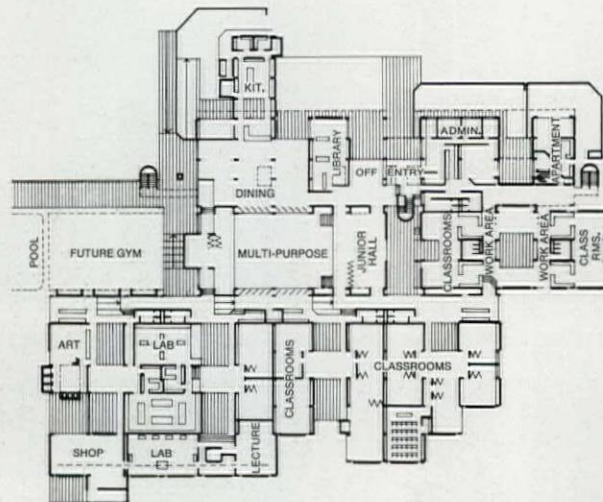 KIT.
ADMIN.
LIBRARY
APARTMENT
OFF
ENTRY
DINING
POOL
FUTURE GYM
MULTI-PURPOSE
JUNIOR
HALL
CLASSROOMS
WORK AREA
WORK AREA
CLASS
RMS.
ART
LAB
CLASSROOMS
CLASSROOMS
SHOP
LAB
LECTURE